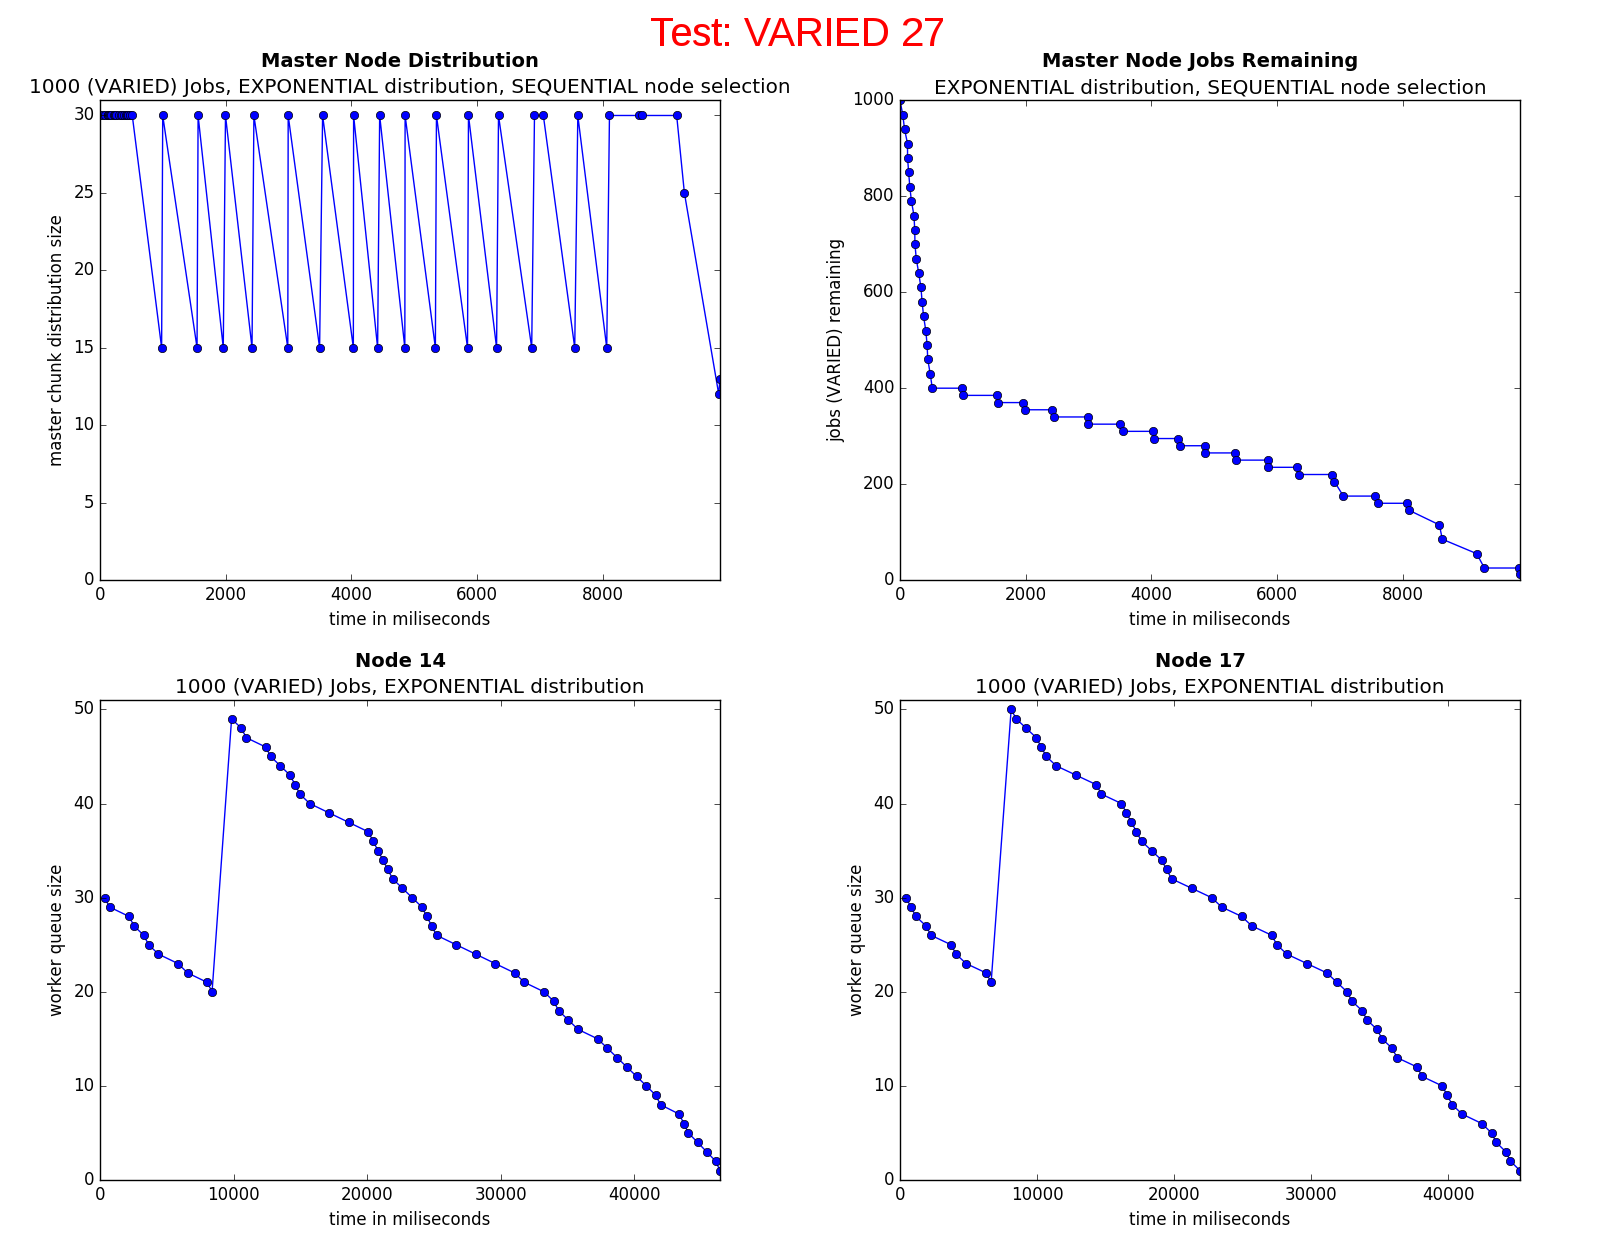 Test: VARIED 27
Master Node Distribution
1000 (VARIED) Jobs, EXPONENTIAL distribution, SEQUENTIAL node selection
30
25
20
15
10
5
0
master chunk distribution size
0 2000 4000 6000 8000
time in miliseconds
Master Node Jobs Remaining
EXPONENTIAL distribution, SEQUENTIAL node selection
1000
800
600
400
200
0
jobs (VARIED) remaining
0 2000 4000 6000 8000
time in miliseconds
Node 14
1000 (VARIED) Jobs, EXPONENTIAL distribution
50
40
30
20
10
0
worker queue size
0 10000 20000 30000 40000
time in miliseconds
Node 17
1000 (VARIED) Jobs, EXPONENTIAL distribution
50
40
30
20
10
0
worker queue size
0 10000 20000 30000 40000
time in miliseconds